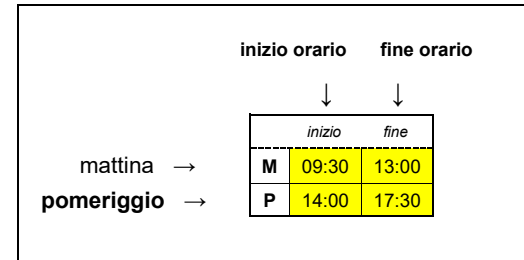 inizio orario fine orario
↓ ↓
inizio fine
mattina → M 09:30 13:00
pomeriggio → P 14:00 17:30